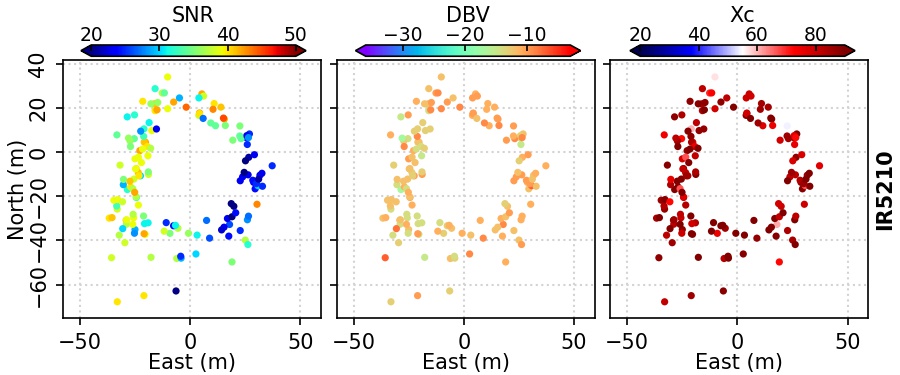 SNR DBV Xc
20 30 40 50 −30 −20 −10 20 40 60 80
North (m)
40
20
0
−20
−40
−60
−50 0 50 −50 0 50 −50 0 50
East (m) East (m) East (m)
IR5210